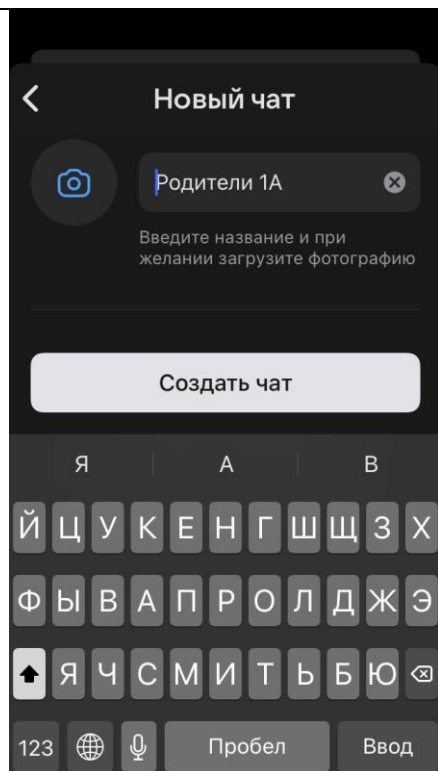 Новый чат
Родители 1А
Введите название и при
желании загрузите фотографию
Создать чат
Я А В
Й Ц У К Е Н Г Ш Щ З Х
Ф Ы В А П Р О Л Д Ж Э
Я Ч С М И Т Ь Б Ю
123 Пробел Ввод